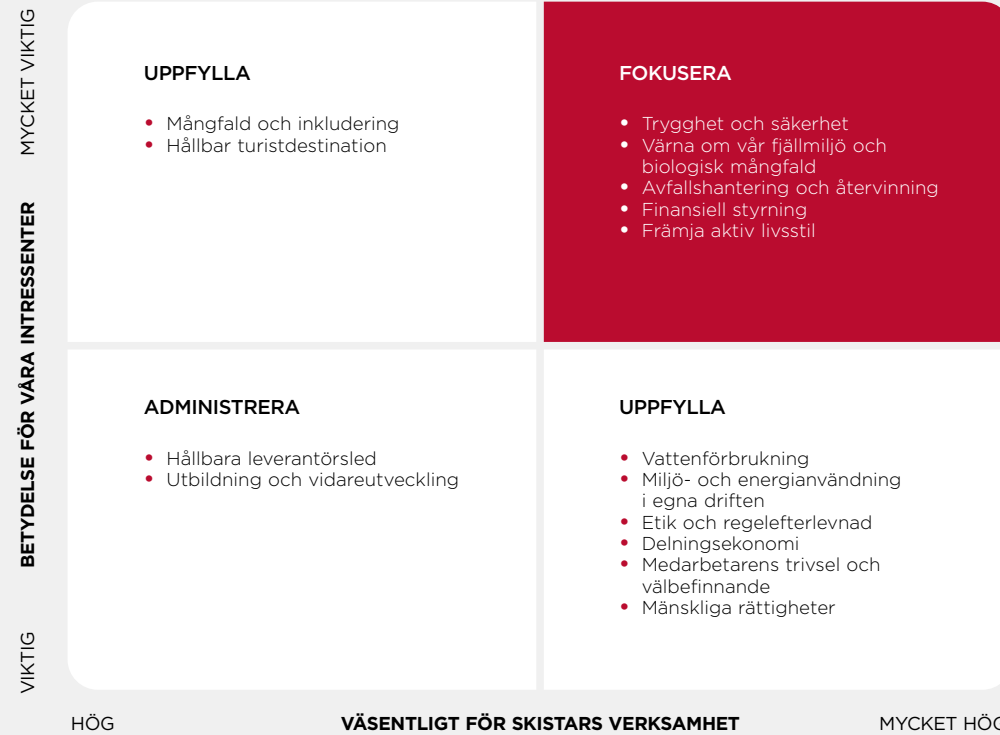 MYCKET VIKTIG
BETYDELSE FÖR VÅRA INTRESSENTER
VIKTIG
UPPFYLLA
• Mångfald och inkludering
• Hållbar turistdestination
FOKUSERA
• Trygghet och säkerhet
• Värna om vår fjällmiljö och
biologisk mångfald
• Avfallshantering och återvinning
• Finansiell styrning
• Främja aktiv livsstil
ADMINISTRERA
• Hållbara leverantörsled
• Utbildning och vidareutveckling
UPPFYLLA
• Vattenförbrukning
• Miljö- och energianvändning
i egna driften
• Etik och regelefterlevnad
• Delningsekonomi
• Medarbetarens trivsel och
välbefinnande
• Mänskliga rättigheter
HÖG
VÄSENTLIGT FÖR SKISTARS VERKSAMHET
MYCKET HÖG